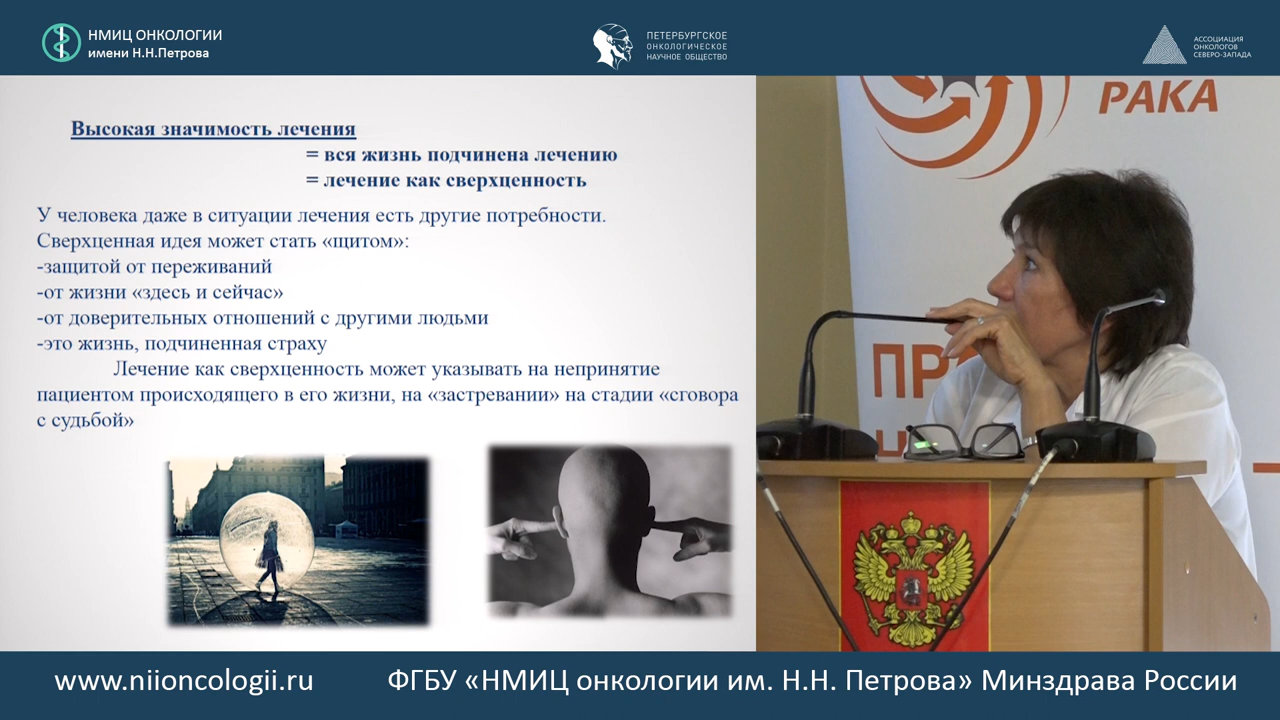 НМИЦ ОНКОЛОГИИ
имени Н.Н.Петрова
ПЕТЕРБУРГСКОЕ
ОНКОЛОГИЧЕСКОЕ
НАУЧНОЕ ОБЩЕСТВО
АССОЦИАЦИЯ
ОНКОЛОГОВ
СЕВЕРО-ЗАПАДА
Высокая значимость лечения
= вся жизнь подчинена лечению
= лечение как сверхценность
У человека даже в ситуации лечения есть другие потребности.
Сверхценная идея может стать «щитом»:
-защитой от переживаний
-от жизни «здесь и сейчас»
-от доверительных отношений с другими людьми
-это жизнь, подчиненная страху
Лечение как сверхценность может указывать на непринятие
пациентом происходящего в его жизни, на «застревании» на стадии «сговора
с судьбой»
РАКА
www.niioncologii.ru
ФГБУ «НМИЦ онкологии им. Н.Н. Петрова» Минздрава России